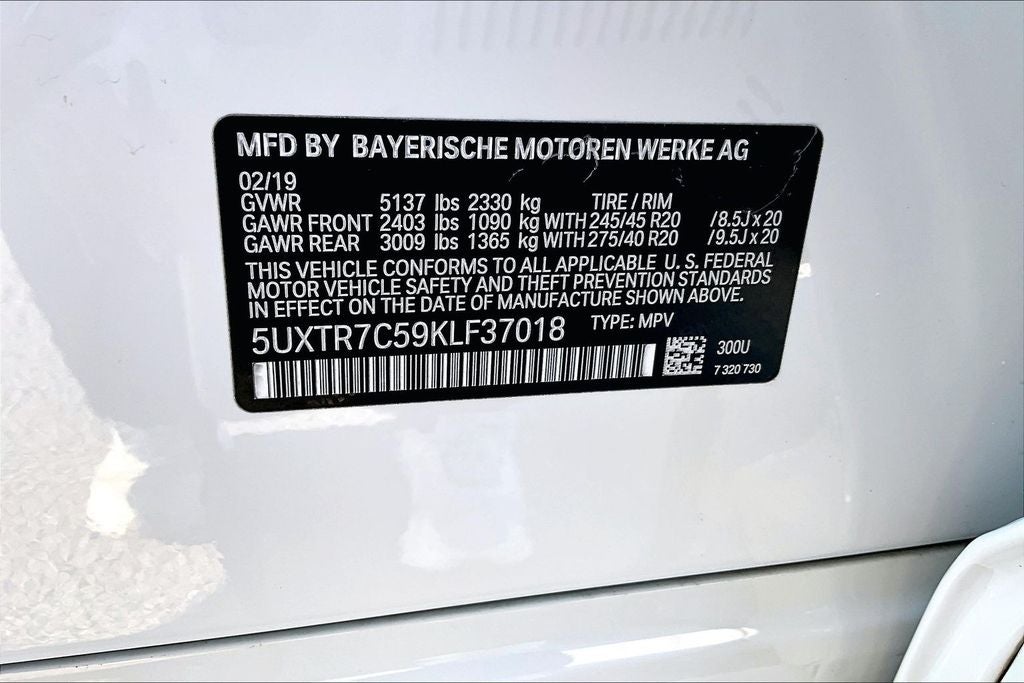 MFD BY BAYERISCHE MOTOREN WERKE AG
02/19
GVWR 5137 lbs 2330 kg TIRE / RIM
GAWR FRONT 2403 lbs 1090 kg WITH 245/45 R20 /8.5J x 20
GAWR REAR 3009 lbs 1365 kg WITH 275/40 R20 /9.5J x 20
THIS VEHICLE CONFORMS TO ALL APPLICABLE U. S. FEDERAL
MOTOR VEHICLE SAFETY AND THEFT PREVENTION STANDARDS
IN EFFECT ON THE DATE OF MANUFACTURE SHOWN ABOVE.
5UXTR7C59KLF37018 TYPE: MPV
300U
7 320 730